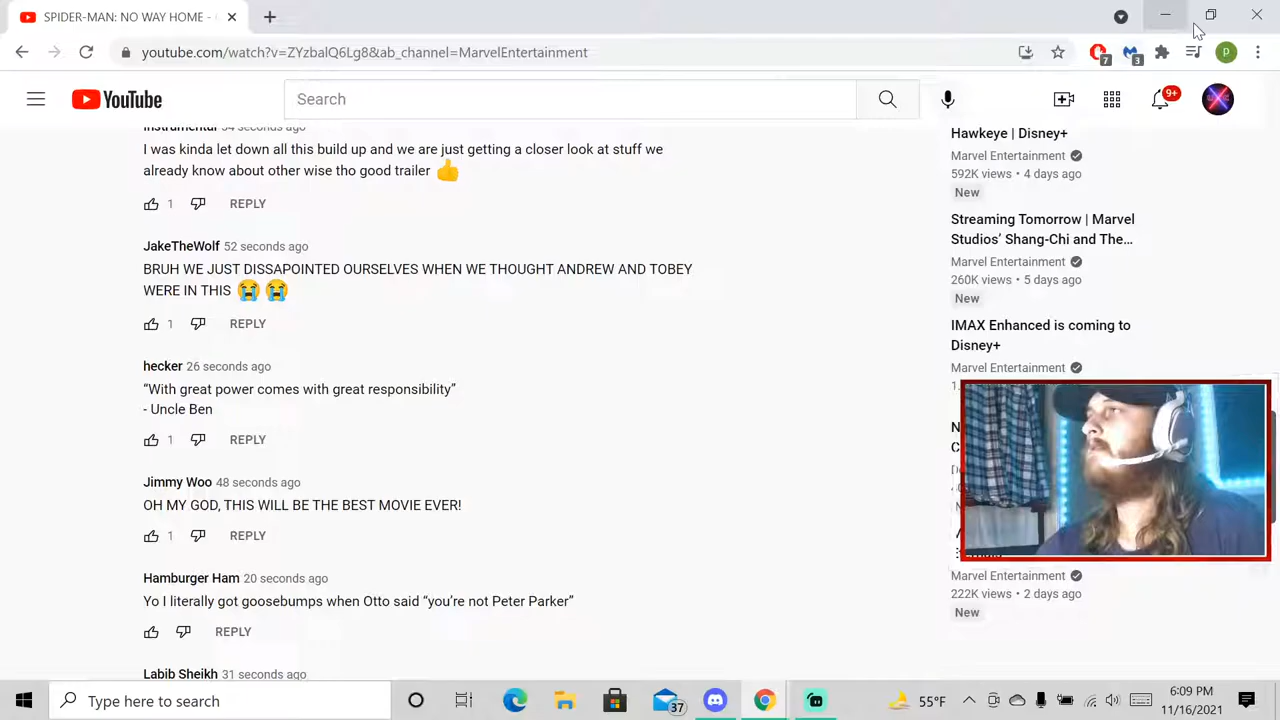 SPIDER-MAN: NO WAY HOME -
youtube.com/watch?v=ZYzbalQ6Lg8&ab_channel=MarvelEntertainment
7
3
p
YouTube
Search
9+
Instrumental 54 seconds ago
I was kinda let down all this build up and we are just getting a closer look at stuff we
already know about other wise tho good trailer 👍
1
REPLY
JakeTheWolf 52 seconds ago
BRUH WE JUST DISSAPOINTED OURSELVES WHEN WE THOUGHT ANDREW AND TOBEY
WERE IN THIS 😭 😭
1
REPLY
hecker 26 seconds ago
“With great power comes with great responsibility”
- Uncle Ben
1
REPLY
Jimmy Woo 48 seconds ago
OH MY GOD, THIS WILL BE THE BEST MOVIE EVER!
1
REPLY
Hamburger Ham 20 seconds ago
Yo I literally got goosebumps when Otto said “you’re not Peter Parker”
REPLY
Labib Sheikh 31 seconds ago
Hawkeye | Disney+
Marvel Entertainment
592K views • 4 days ago
New
Streaming Tomorrow | Marvel
Studios’ Shang-Chi and The...
Marvel Entertainment
260K views • 5 days ago
New
IMAX Enhanced is coming to
Disney+
Marvel Entertainment
Marvel Entertainment
222K views • 2 days ago
New
Type here to search
37
55°F
6:09 PM
11/16/2021